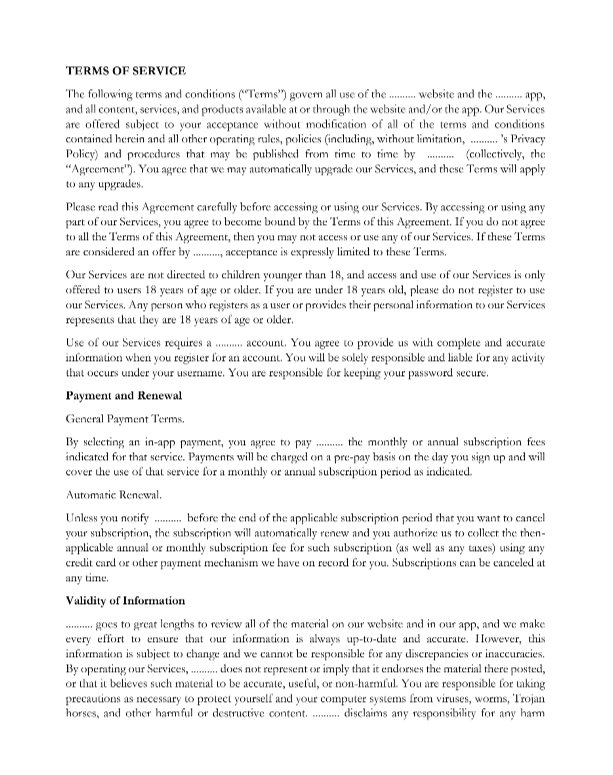 TERMS OF SERVICE
The following terms and conditions (“Terms”) govern all use of the .......... website and the .......... app,
and all content, services, and products available at or through the website and/or the app. Our Services
are offered subject to your acceptance without modification of all of the terms and conditions
contained herein and all other operating rules, policies (including, without limitation, .......... 's Privacy
Policy) and procedures that may be published from time to time by .......... (collectively, the
“Agreement”). You agree that we may automatically upgrade our Services, and these Terms will apply
to any upgrades.
Please read this Agreement carefully before accessing or using our Services. By accessing or using any
part of our Services, you agree to become bound by the Terms of this Agreement. If you do not agree
to all the Terms of this Agreement, then you may not access or use any of our Services. If these Terms
are considered an offer by .........., acceptance is expressly limited to these Terms.
Our Services are not directed to children younger than 18, and access and use of our Services is only
offered to users 18 years of age or older. If you are under 18 years old, please do not register to use
our Services. Any person who registers as a user or provides their personal information to our Services
represents that they are 18 years of age or older.
Use of our Services requires a .......... account. You agree to provide us with complete and accurate
information when you register for an account. You will be solely responsible and liable for any activity
that occurs under your username. You are responsible for keeping your password secure.
Payment and Renewal
General Payment Terms.
By selecting an in-app payment, you agree to pay .......... the monthly or annual subscription fees
indicated for that service. Payments will be charged on a pre-pay basis on the day you sign up and will
cover the use of that service for a monthly or annual subscription period as indicated.
Automatic Renewal.
Unless you notify .......... before the end of the applicable subscription period that you want to cancel
your subscription, the subscription will automatically renew and you authorize us to collect the then-
applicable annual or monthly subscription fee for such subscription (as well as any taxes) using any
credit card or other payment mechanism we have on record for you. Subscriptions can be canceled at
any time.
Validity of Information
.......... goes to great lengths to review all of the material on our website and in our app, and we make
every effort to ensure that our information is always up-to-date and accurate. However, this
information is subject to change and we cannot be responsible for any discrepancies or inaccuracies.
By operating our Services, .......... does not represent or imply that it endorses the material there posted,
or that it believes such material to be accurate, useful, or non-harmful. You are responsible for taking
precautions as necessary to protect yourself and your computer systems from viruses, worms, Trojan
horses, and other harmful or destructive content. .......... disclaims any responsibility for any harm